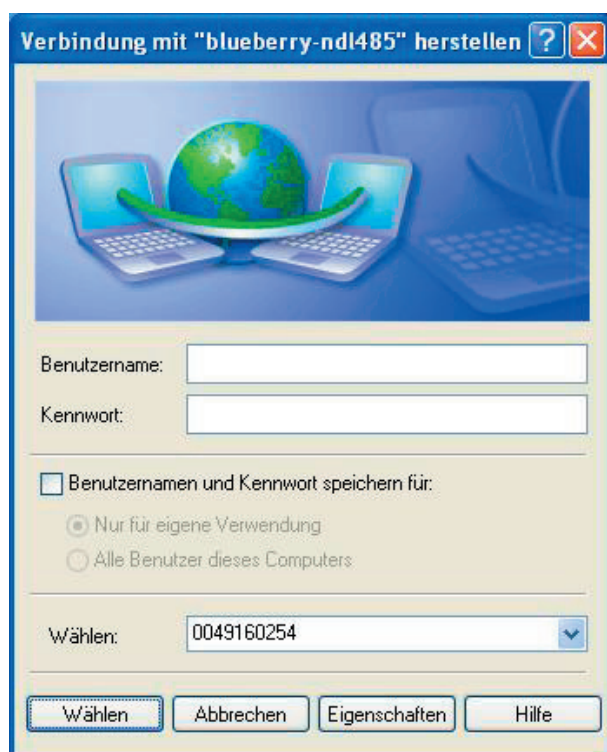 Verbindung mit "blueberry-ndl485" herstellen
Benutzername:
Kennwort:
Benutzernamen und Kennwort speichern für:
Nur für eigene Verwendung
Alle Benutzer dieses Computers
Wählen: 0049160254
Wählen Abbrechen Eigenschaften Hilfe